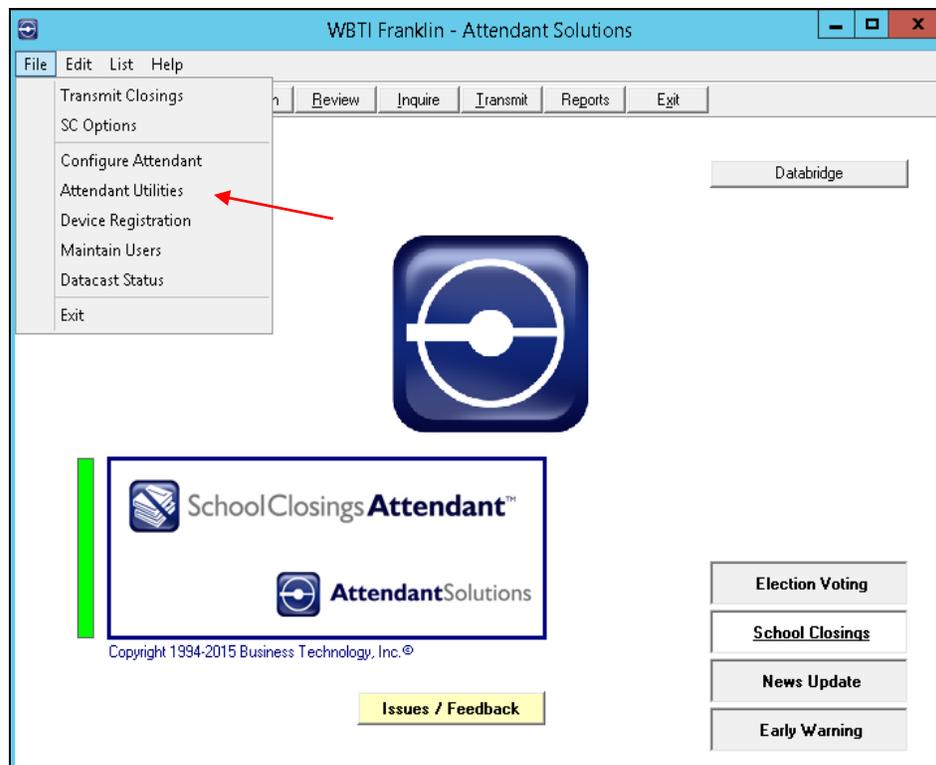 WBTI Franklin - Attendant Solutions
File Edit List Help
Transmit Closings
SC Options
Configure Attendant
Attendant Utilities
Device Registration
Maintain Users
Datacast Status
Exit
Review Inquire Transmit Reports Exit
Databridge
SchoolClosings Attendant™
AttendantSolutions
Copyright 1994-2015 Business Technology, Inc.©
Issues / Feedback
Election Voting
School Closings
News Update
Early Warning